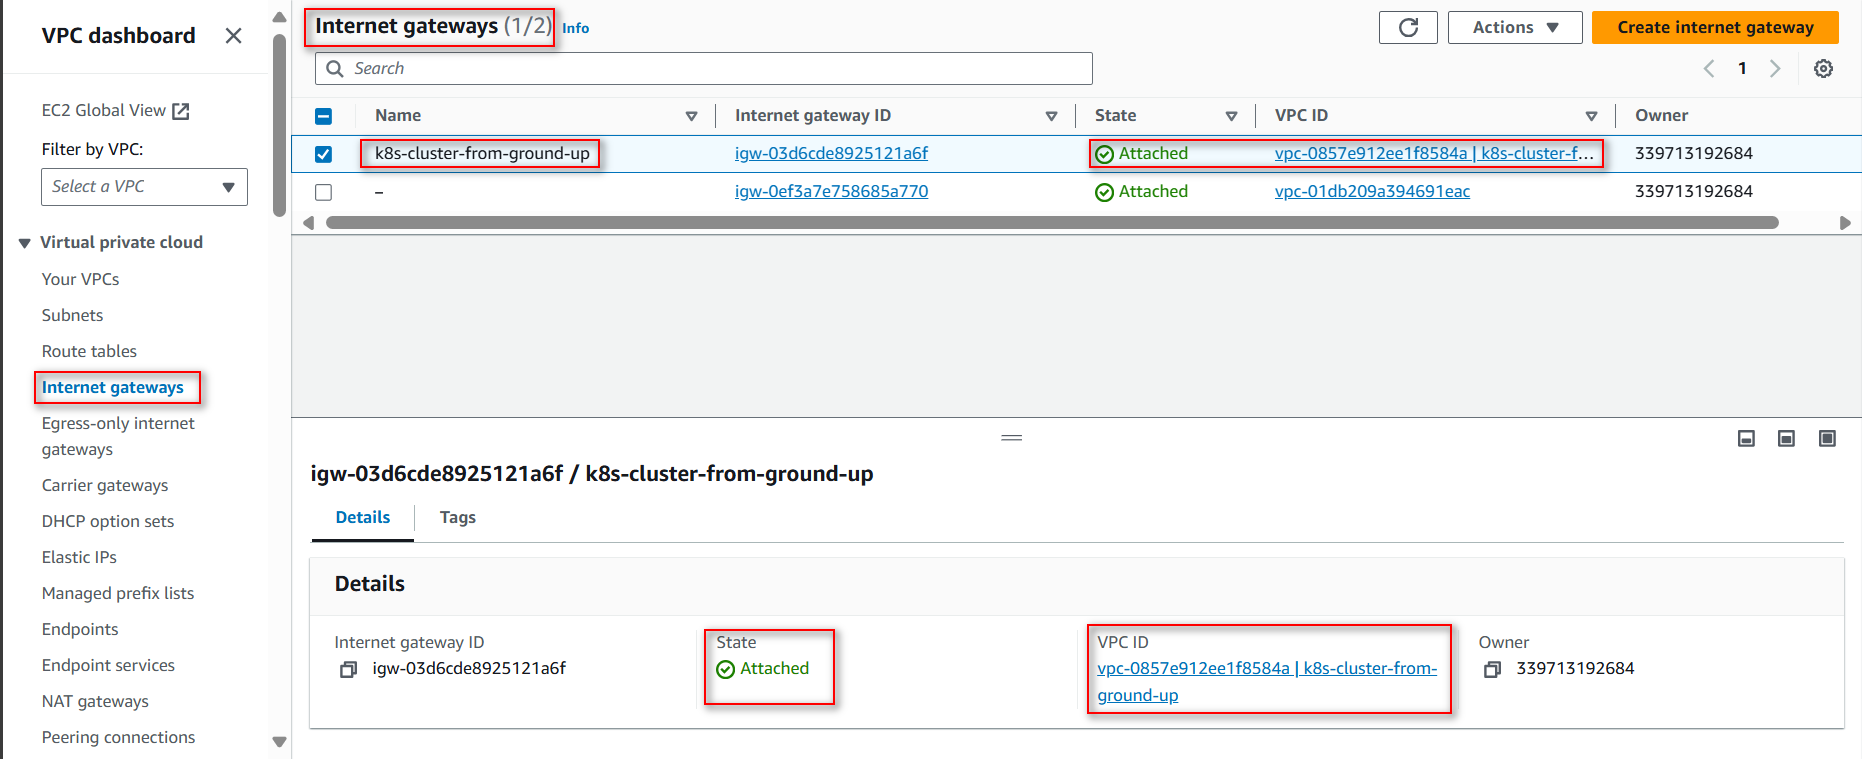 VPC dashboard
EC2 Global View
Filter by VPC:
Select a VPC
Virtual private cloud
Your VPCs
Subnets
Route tables
Internet gateways
Egress-only internet
gateways
Carrier gateways
DHCP option sets
Elastic IPs
Managed prefix lists
Endpoints
Endpoint services
NAT gateways
Peering connections
Internet gateways (1/2) Info
Actions
Create internet gateway
Search
1
Name Internet gateway ID State VPC ID Owner
k8s-cluster-from-ground-up igw-03d6cde8925121a6f Attached vpc-0857e912ee1f8584a | k8s-cluster-f... 339713192684
– igw-0ef3a7e758685a770 Attached vpc-01db209a394691eac 339713192684
igw-03d6cde8925121a6f / k8s-cluster-from-ground-up
Details Tags
Details
Internet gateway ID
igw-03d6cde8925121a6f
State
Attached
VPC ID
vpc-0857e912ee1f8584a | k8s-cluster-from-
ground-up
Owner
339713192684